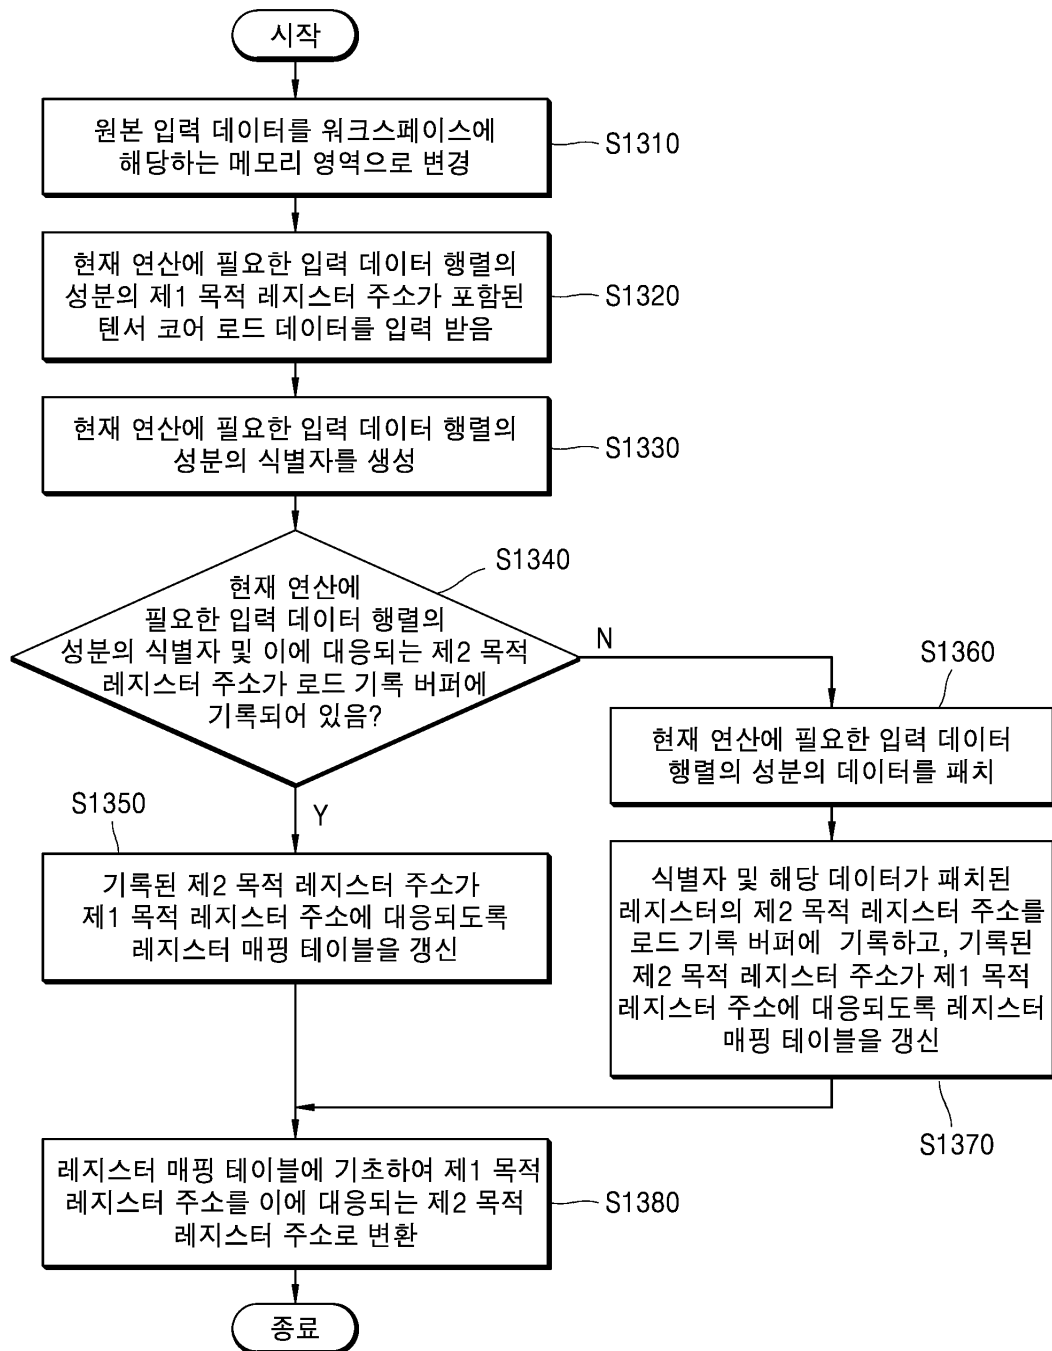 시작
원본 입력 데이터를 워크스페이스에
해당하는 메모리 영역으로 변경
S1310
현재 연산에 필요한 입력 데이터 행렬의
성분의 제1 목적 레지스터 주소가 포함된
텐서 코어 로드 데이터를 입력 받음
S1320
현재 연산에 필요한 입력 데이터 행렬의
성분의 식별자를 생성
S1330
S1340
현재 연산에
필요한 입력 데이터 행렬의
성분의 식별자 및 이에 대응되는 제2 목적
레지스터 주소가 로드 기록 버퍼에
기록되어 있음?
N
Y
S1350
기록된 제2 목적 레지스터 주소가
제1 목적 레지스터 주소에 대응되도록
레지스터 매핑 테이블을 갱신
S1360
현재 연산에 필요한 입력 데이터
행렬의 성분의 데이터를 패치
식별자 및 해당 데이터가 패치된
레지스터의 제2 목적 레지스터 주소를
로드 기록 버퍼에 기록하고, 기록된
제2 목적 레지스터 주소가 제1 목적
레지스터 주소에 대응되도록 레지스터
매핑 테이블을 갱신
S1370
레지스터 매핑 테이블에 기초하여 제1 목적
레지스터 주소를 이에 대응되는 제2 목적
레지스터 주소로 변환
S1380
종료